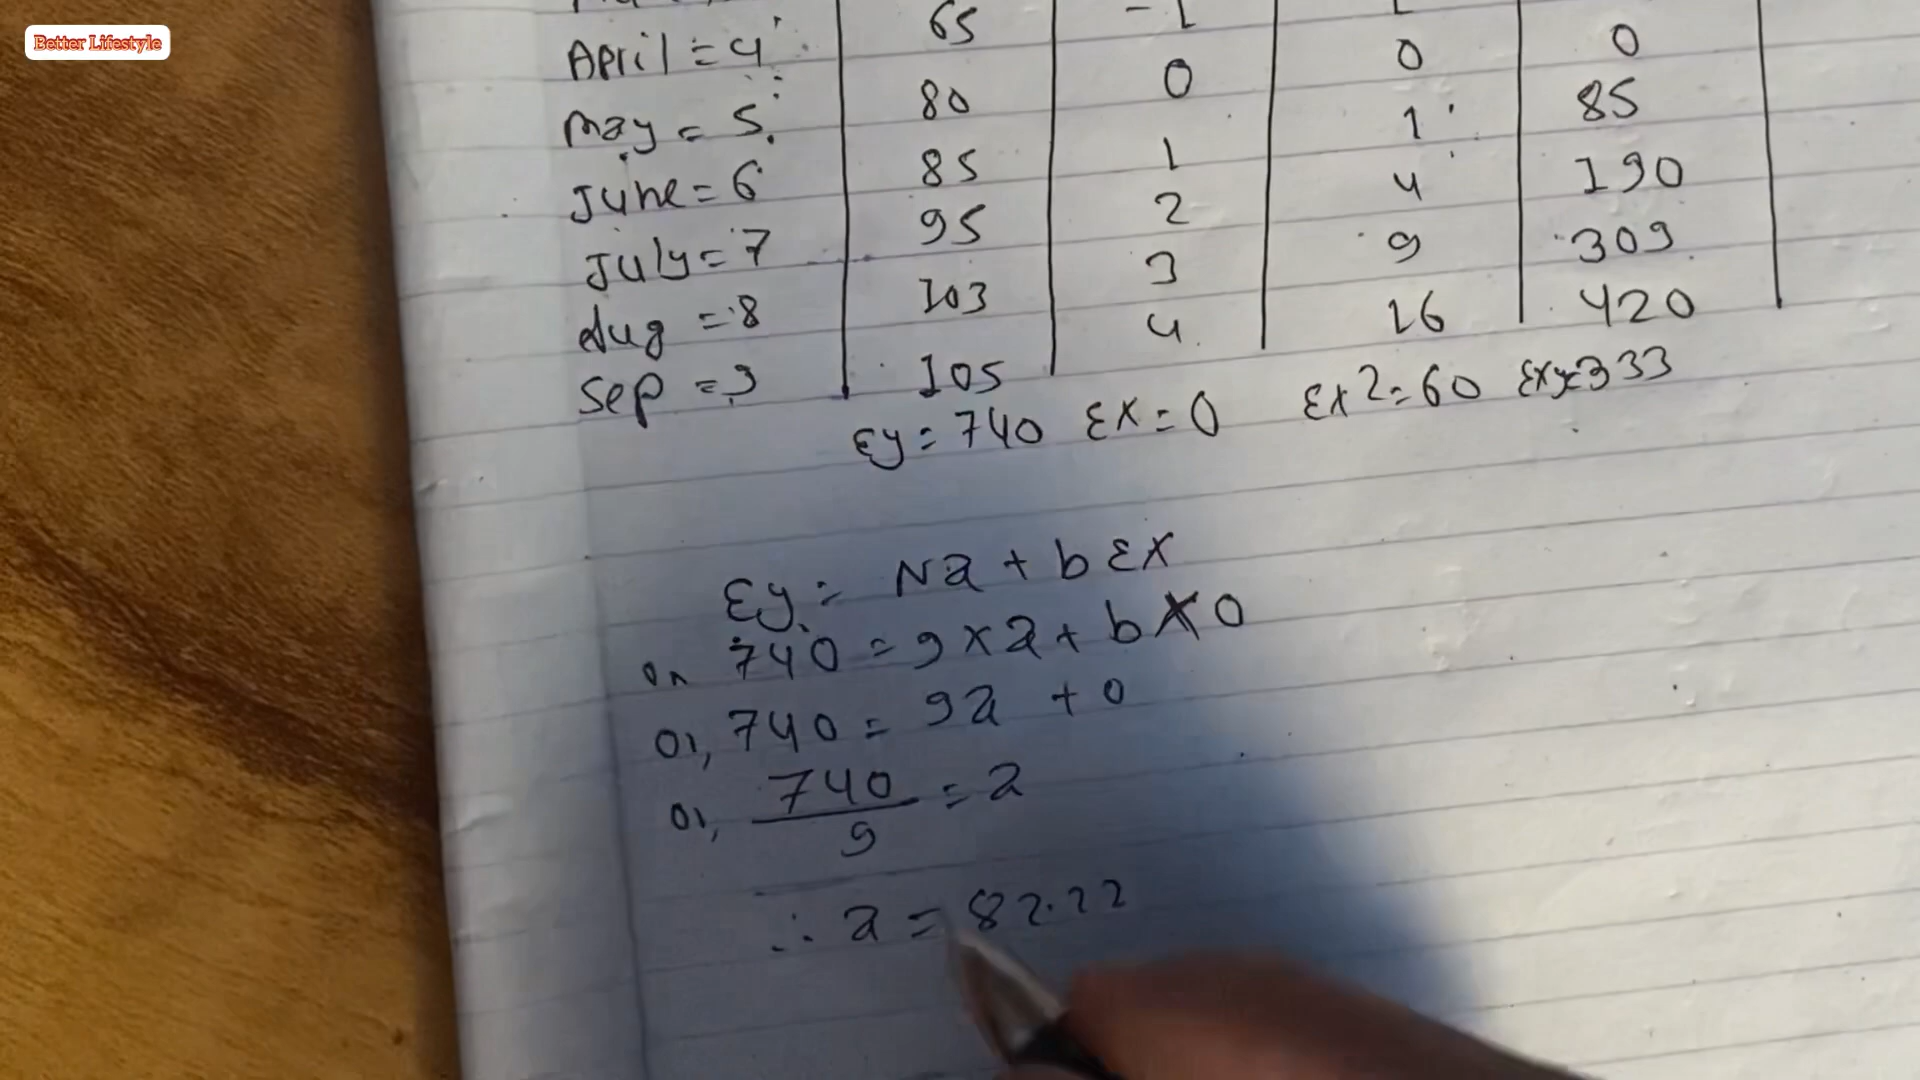 Better Lifestyle
65 -1 1
April = 4 0
May = 5 80 0 0 85
June = 6 85 1 1 190
July = 7 95 2 4 309
Aug = 8 103 3 9 420
Sep = 9 105 4 16
Σy = 740 Σx = 0 Σx2 = 60 Σxy = 333
Σy = Na + bΣx
or 740 = 9 x a + b x 0
or, 740 = 9a + 0
or, 740/9 = a
∴ a = 82.22